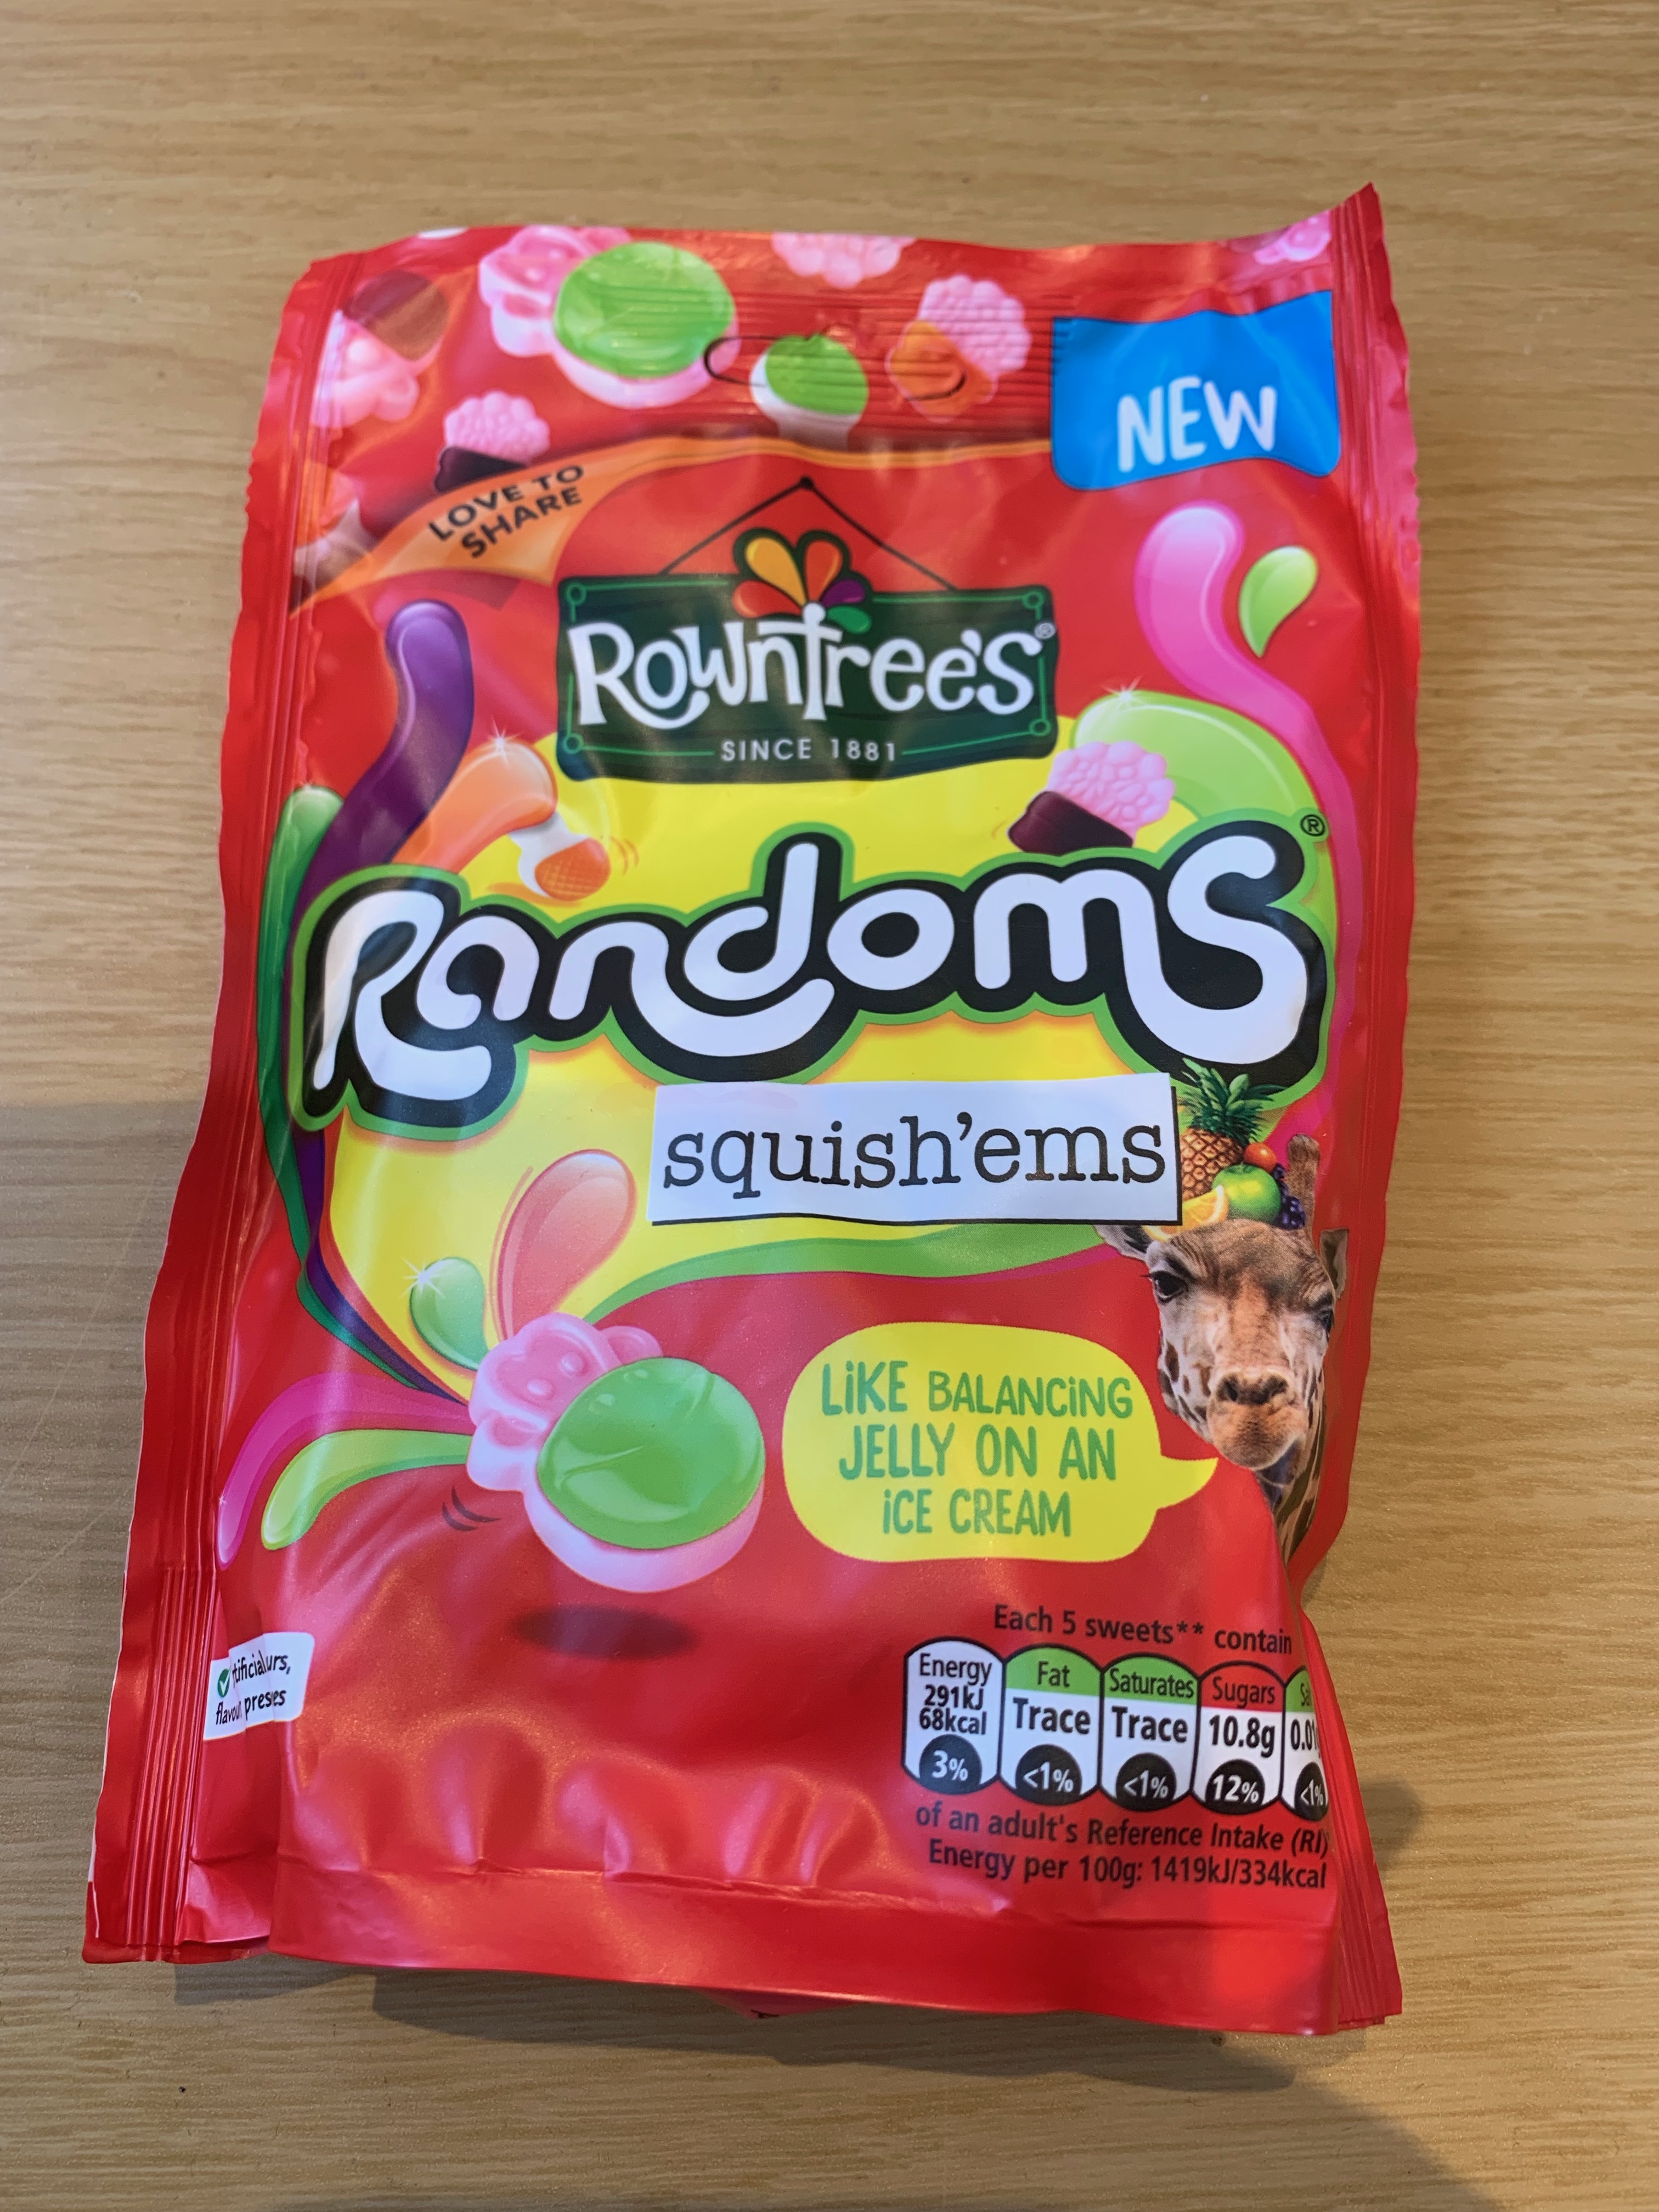 NEW
LOVE TO
SHARE
Rowntree's®
SINCE 1881
Randoms®
squish'ems
LiKE BALANCiNG
JELLY ON AN
iCE CREAM
Each 5 sweets** contain
Energy
291kJ
68kcal
3%
Fat
Trace
<1%
Saturates
Trace
<1%
Sugars
10.8g
12%
<1%
of an adult's Reference Intake (RI)
Energy per 100g: 1419kJ/334kcal